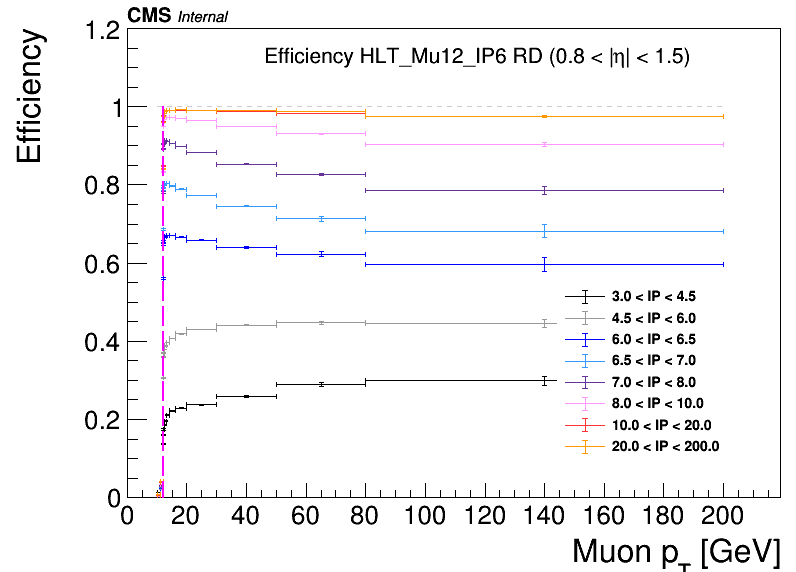 CMS Internal
Efficiency HLT_Mu12_IP6 RD (0.8 < |η| < 1.5)
Efficiency
1.2
1
0.8
0.6
0.4
0.2
0
3.0 < IP < 4.5
4.5 < IP < 6.0
6.0 < IP < 6.5
6.5 < IP < 7.0
7.0 < IP < 8.0
8.0 < IP < 10.0
10.0 < IP < 20.0
20.0 < IP < 200.0
0 20 40 60 80 100 120 140 160 180 200
Muon p_T [GeV]